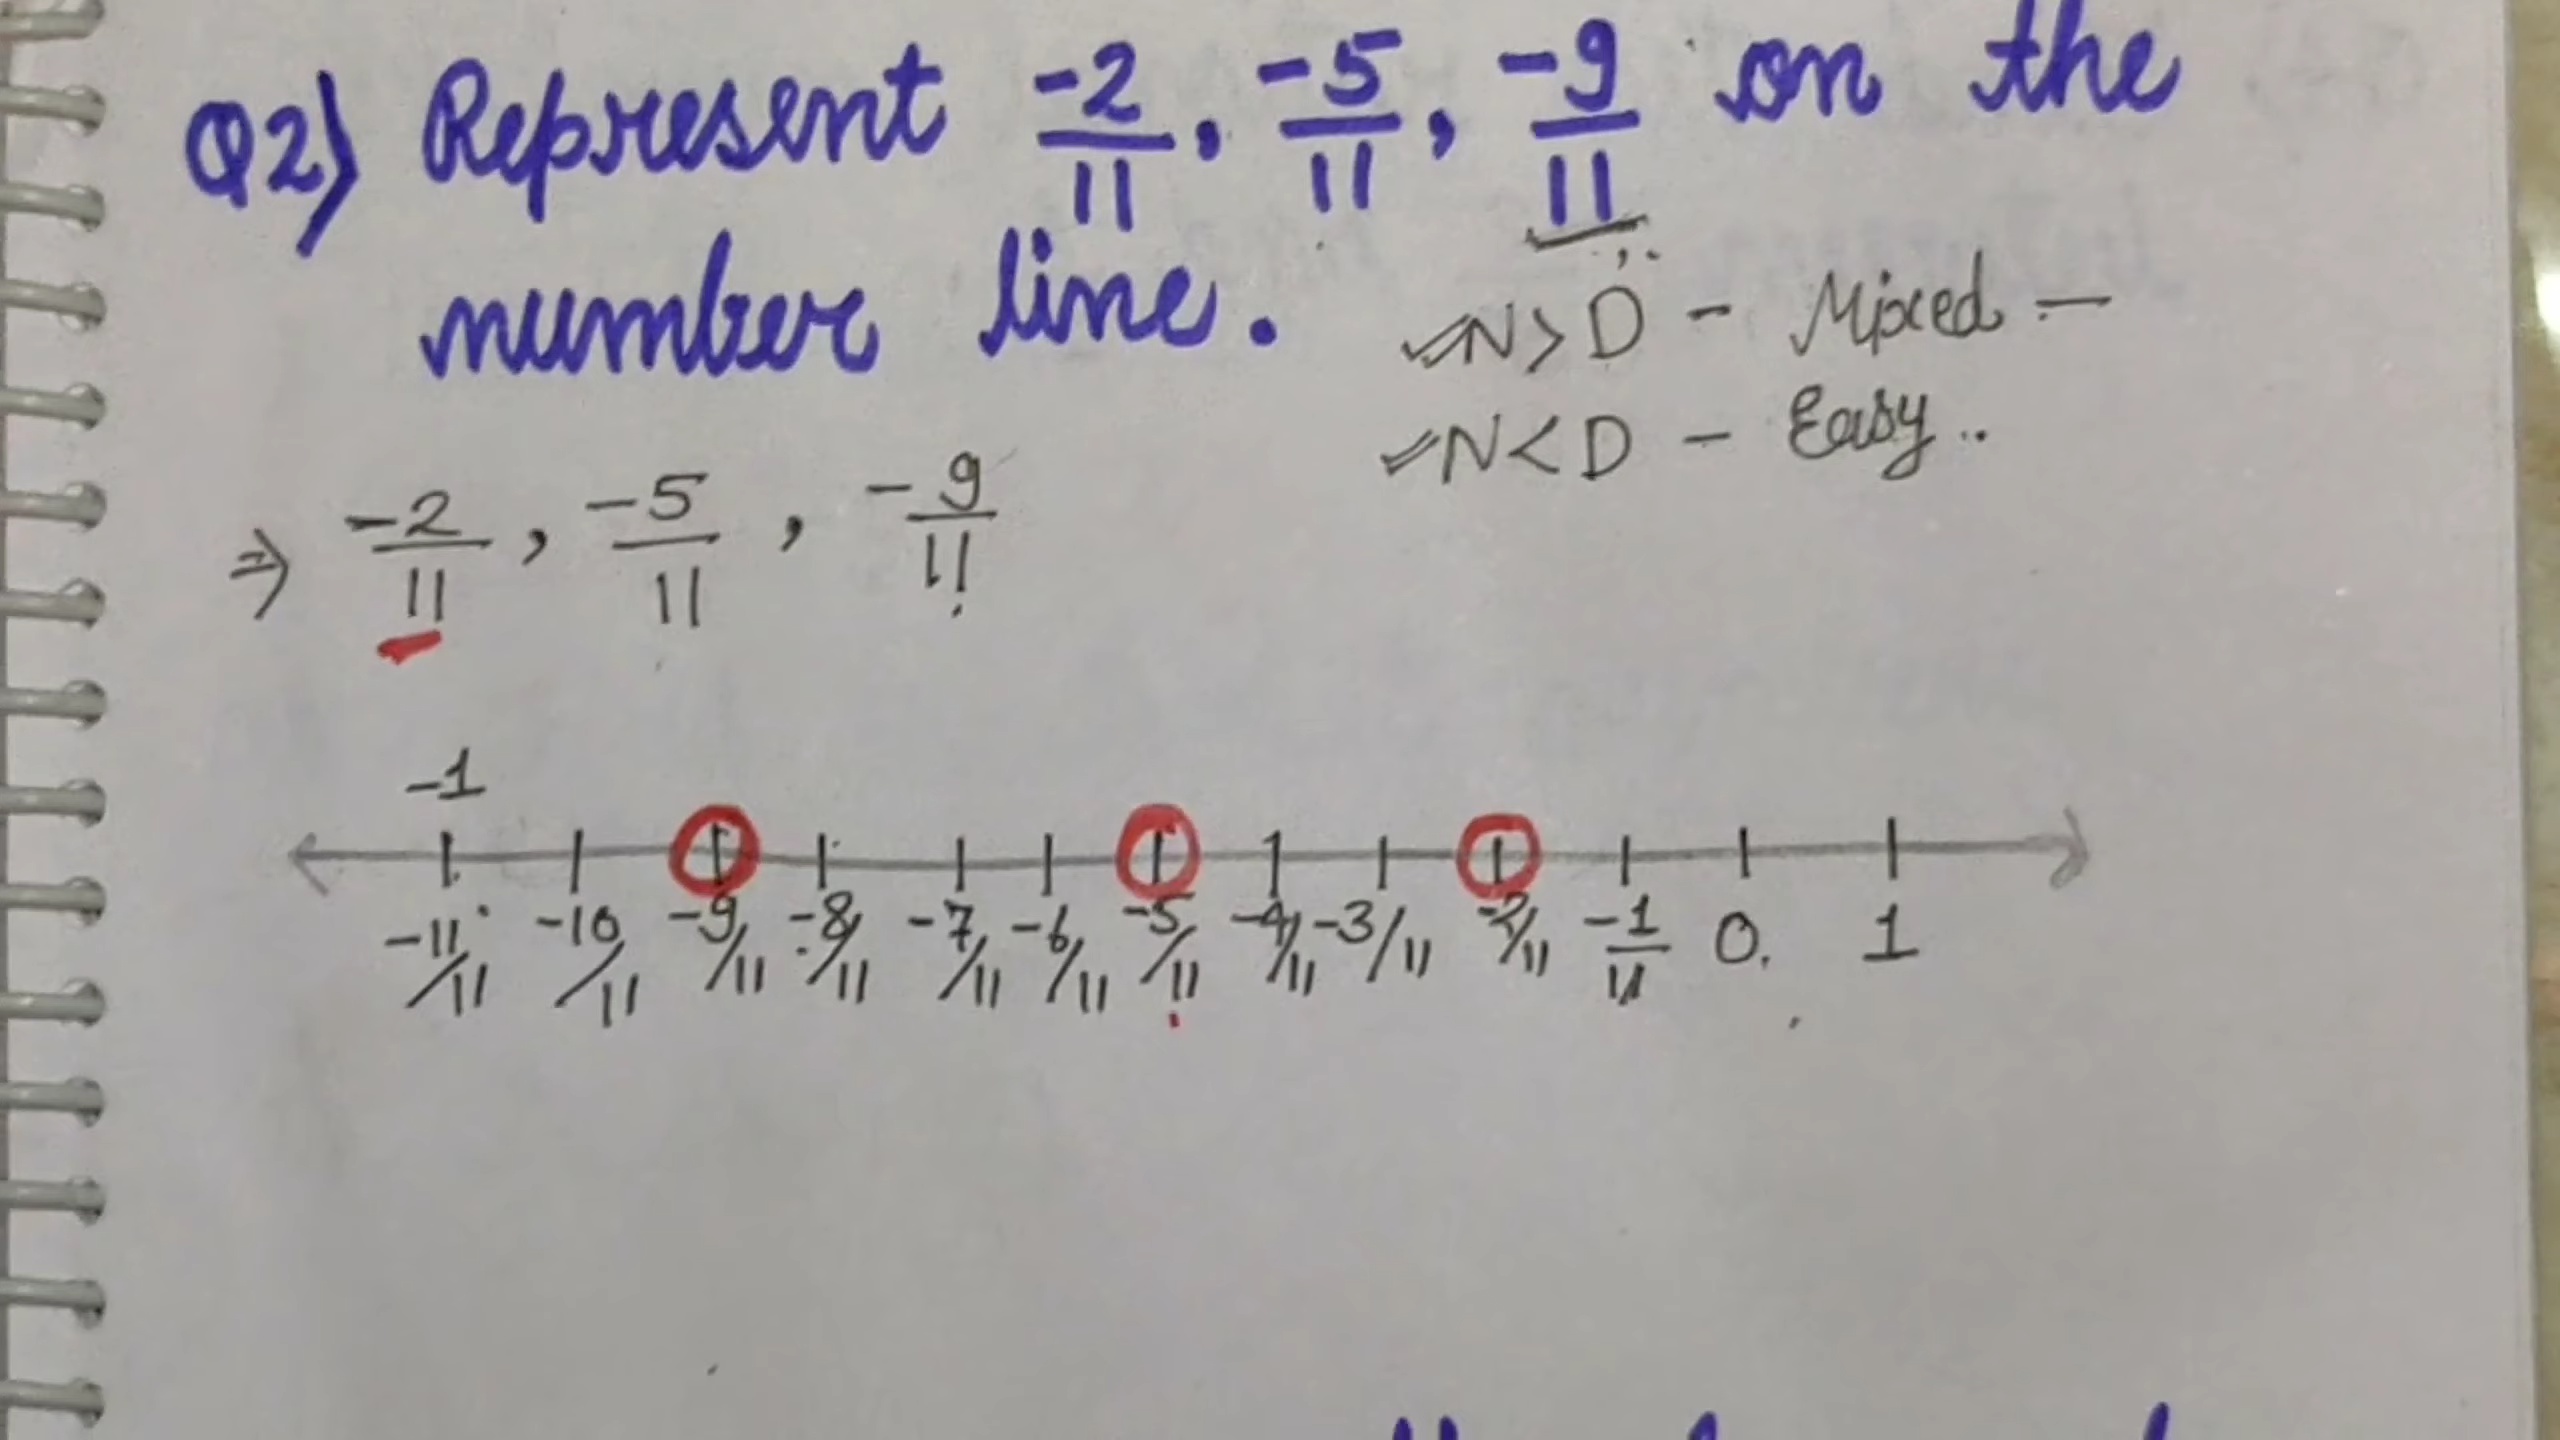 Q2) Represent -2/11, -5/11, -9/11 on the
number line.
N>D - Mixed -
N<D - Easy..
⇒ -2/11, -5/11, -9/11
-1
-11/11 -10/11 -9/11 -8/11 -7/11 -6/11 -5/11 -4/11 -3/11 -2/11 -1/11 0 1